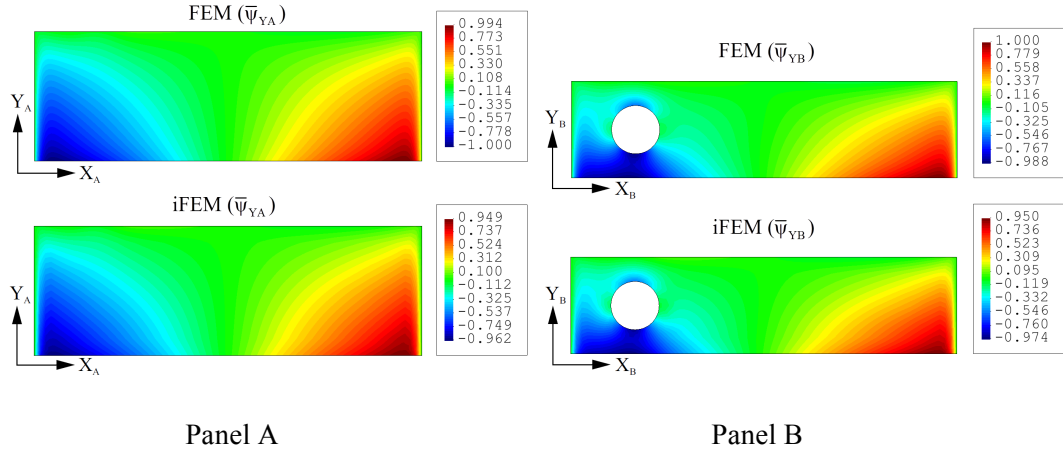 FEM (ψ̄YA)
0.994
0.773
0.551
0.330
0.108
-0.114
-0.335
-0.557
-0.778
-1.000
YA
XA
iFEM (ψ̄YA)
0.949
0.737
0.524
0.312
0.100
-0.112
-0.325
-0.537
-0.749
-0.962
YA
XA
Panel A
FEM (ψ̄YB)
1.000
0.779
0.558
0.337
0.116
-0.105
-0.325
-0.546
-0.767
-0.988
YB
XB
iFEM (ψ̄YB)
0.950
0.736
0.523
0.309
0.095
-0.119
-0.332
-0.546
-0.760
-0.974
YB
XB
Panel B